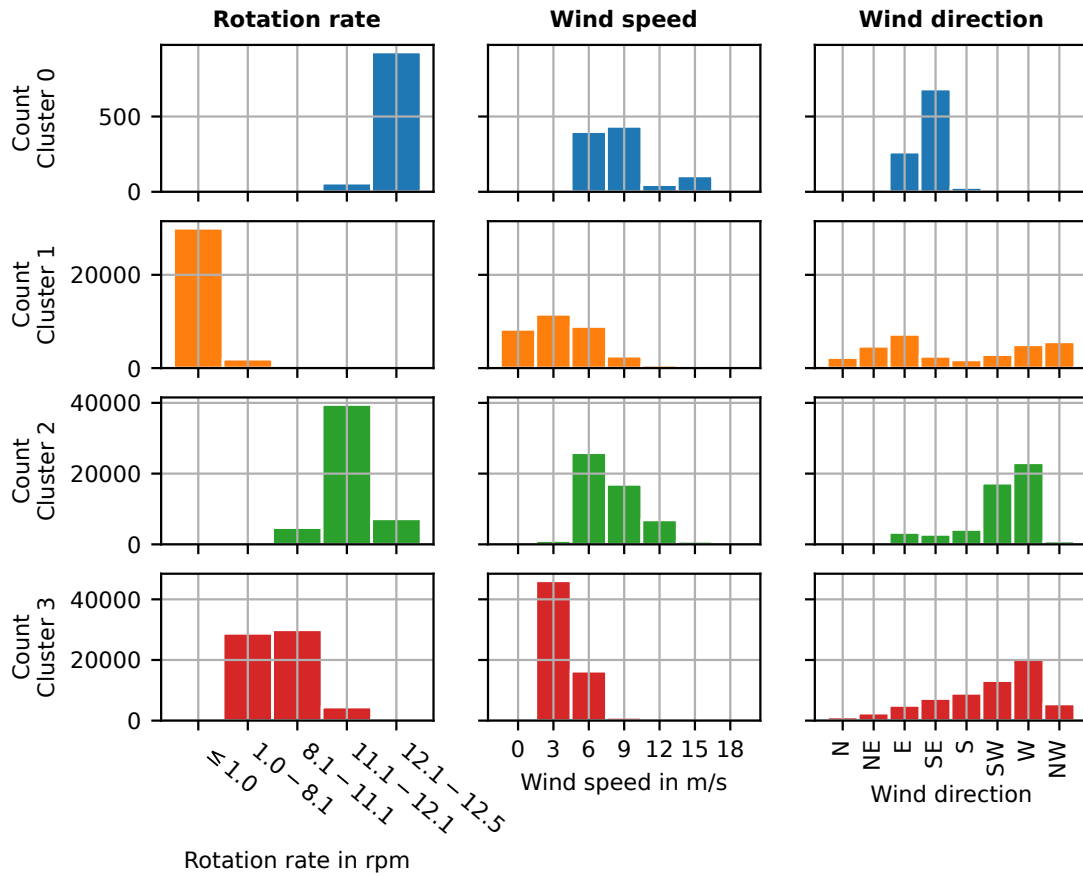 Rotation rate
Wind speed
Wind direction
Count
Cluster 0
500
0
Count
Cluster 1
20000
0
Count
Cluster 2
40000
20000
0
Count
Cluster 3
40000
20000
0
≤ 1.0
1.0 − 8.1
8.1 − 11.1
11.1 − 12.1
12.1 − 12.5
Rotation rate in rpm
0 3 6 9 12 15 18
Wind speed in m/s
N NE E SE S SW W NW
Wind direction